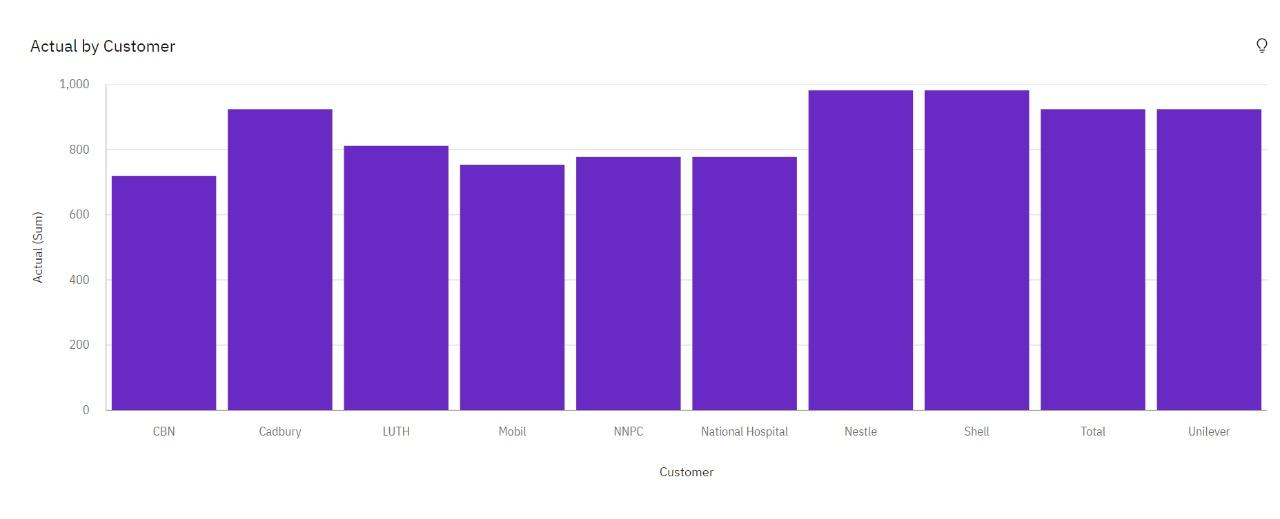 Actual by Customer
1,000
800
600
400
200
0
Actual (Sum)
CBN Cadbury LUTH Mobil NNPC National Hospital Nestle Shell Total Unilever
Customer